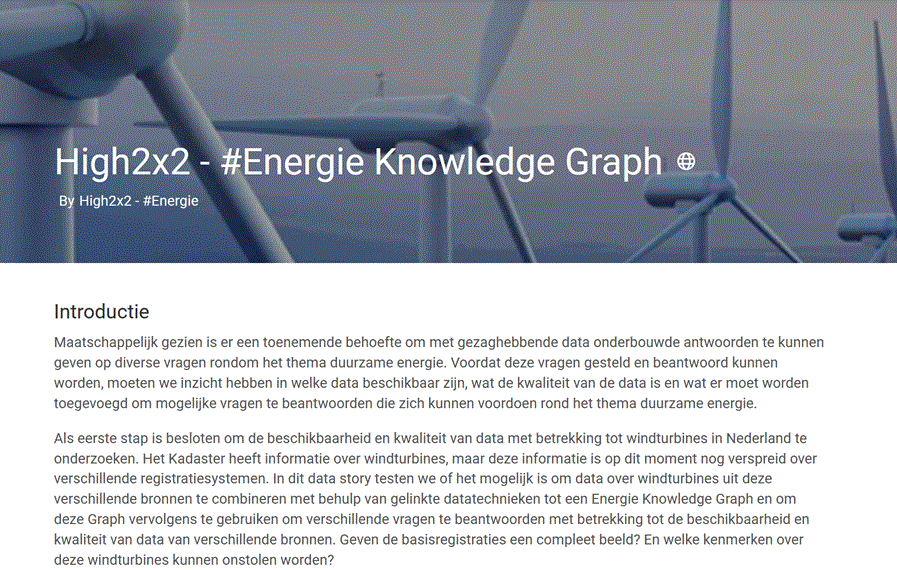 High2x2 - #Energie Knowledge Graph
By High2x2 - #Energie
Introductie
Maatschappelijk gezien is er een toenemende behoefte om met gezaghebbende data onderbouwde antwoorden te kunnen
geven op diverse vragen rondom het thema duurzame energie. Voordat deze vragen gesteld en beantwoord kunnen
worden, moeten we inzicht hebben in welke data beschikbaar zijn, wat de kwaliteit van de data is en wat er moet worden
toegevoegd om mogelijke vragen te beantwoorden die zich kunnen voordoen rond het thema duurzame energie.
Als eerste stap is besloten om de beschikbaarheid en kwaliteit van data met betrekking tot windturbines in Nederland te
onderzoeken. Het Kadaster heeft informatie over windturbines, maar deze informatie is op dit moment nog verspreid over
verschillende registratiesystemen. In dit data story testen we of het mogelijk is om data over windturbines uit deze
verschillende bronnen te combineren met behulp van gelinkte datatechnieken tot een Energie Knowledge Graph en om
deze Graph vervolgens te gebruiken om verschillende vragen te beantwoorden met betrekking tot de beschikbaarheid en
kwaliteit van data van verschillende bronnen. Geven de basisregistraties een compleet beeld? En welke kenmerken over
deze windturbines kunnen onstolen worden?